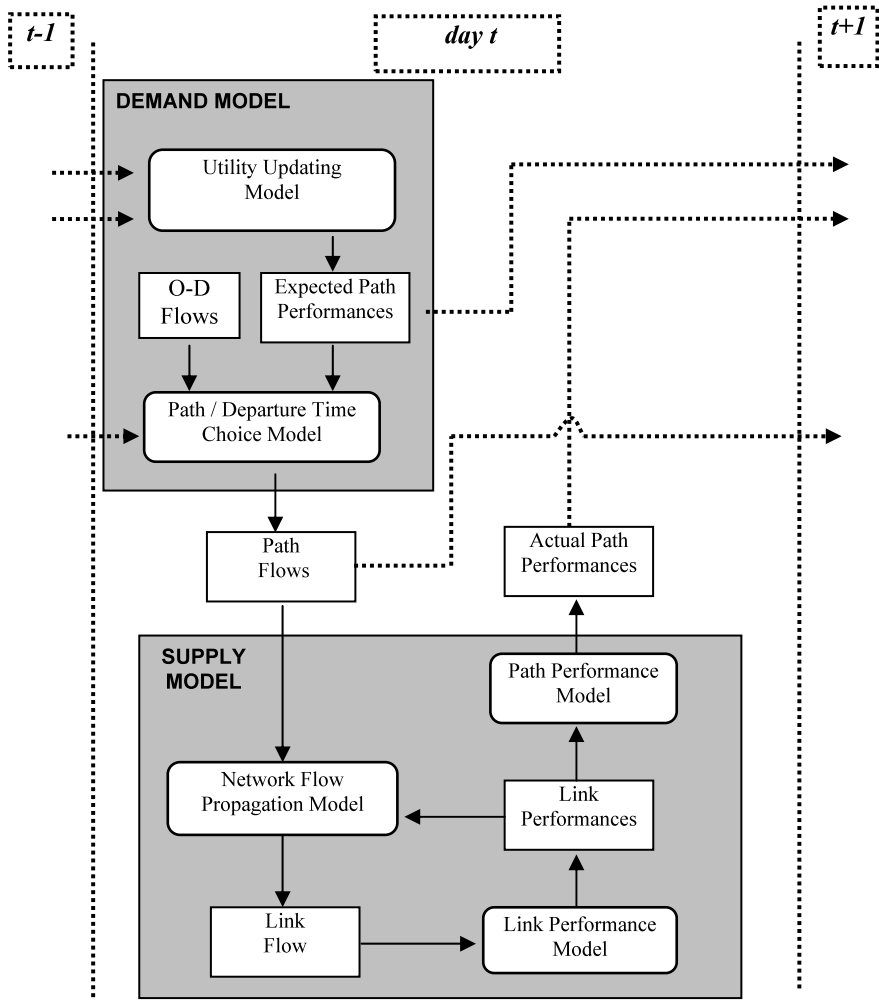 t-1
day t
t+1
DEMAND MODEL
Utility Updating
Model
O-D
Flows
Expected Path
Performances
Path / Departure Time
Choice Model
Path
Flows
Actual Path
Performances
SUPPLY
MODEL
Path Performance
Model
Network Flow
Propagation Model
Link
Performances
Link
Flow
Link Performance
Model